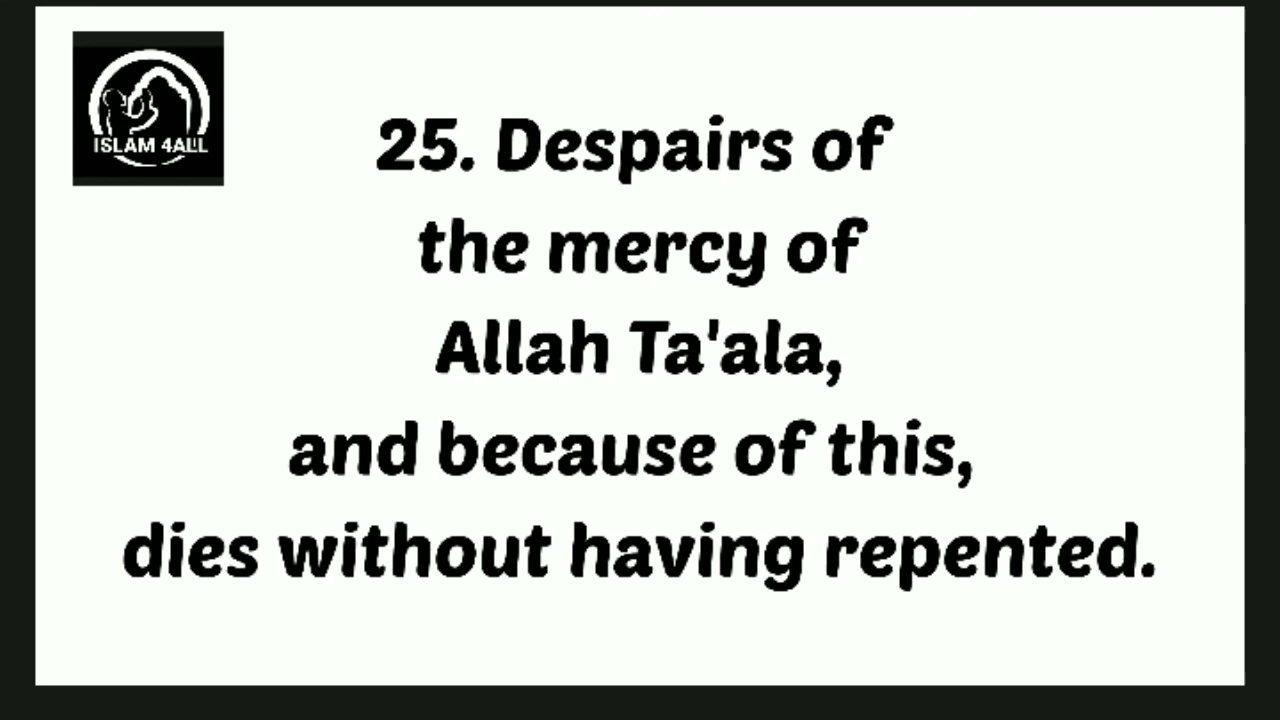 ISLAM 4ALL
25. Despairs of
the mercy of
Allah Ta'ala,
and because of this,
dies without having repented.